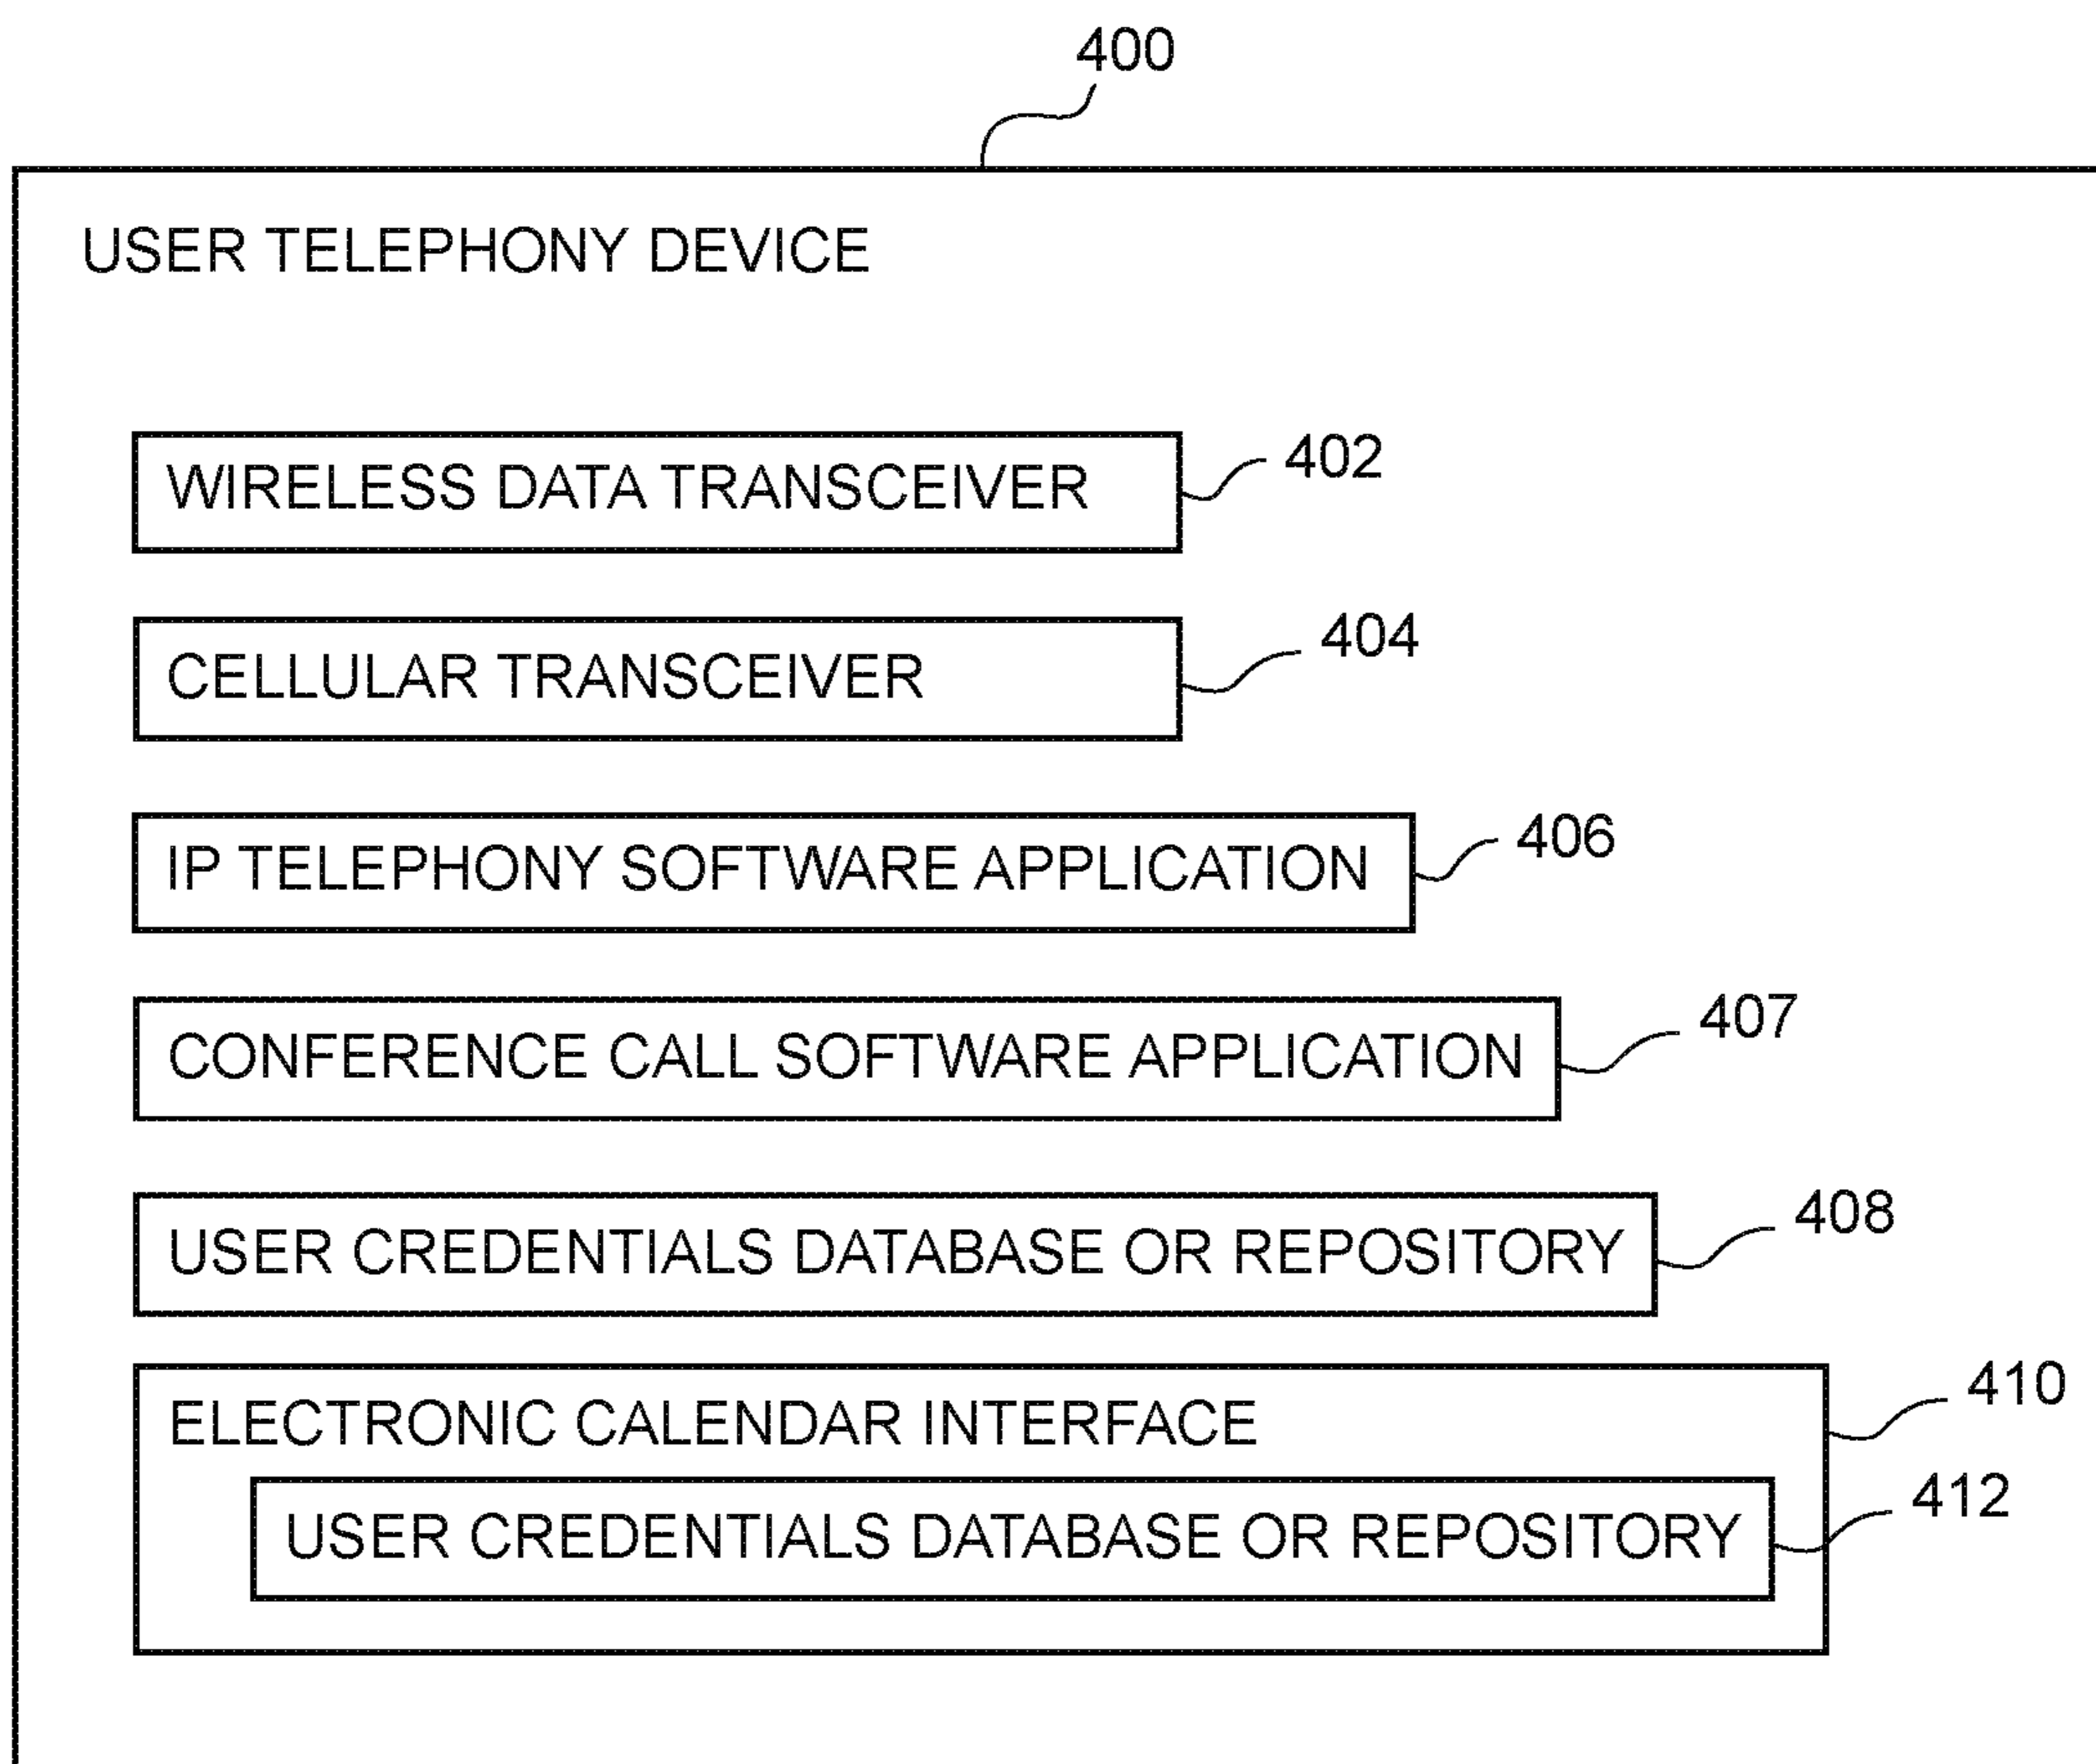 400
USER TELEPHONY DEVICE
WIRELESS DATA TRANSCEIVER
402
CELLULAR TRANSCEIVER
404
IP TELEPHONY SOFTWARE APPLICATION
406
CONFERENCE CALL SOFTWARE APPLICATION
407
USER CREDENTIALS DATABASE OR REPOSITORY
408
ELECTRONIC CALENDAR INTERFACE
410
USER CREDENTIALS DATABASE OR REPOSITORY
412